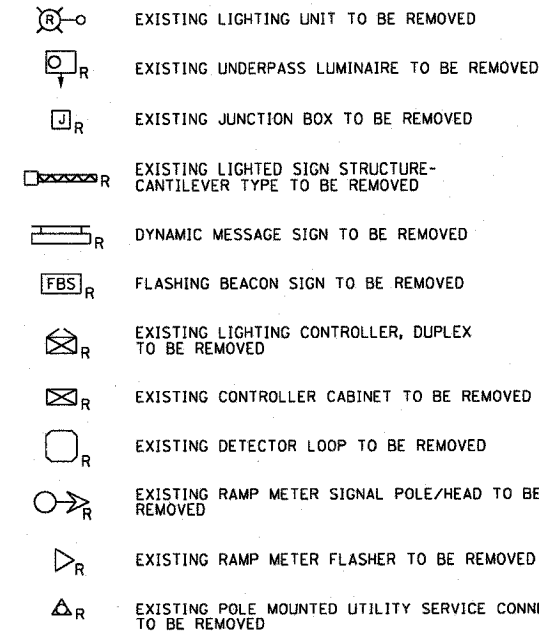 R EXISTING LIGHTING UNIT TO BE REMOVED
R EXISTING UNDERPASS LUMINAIRE TO BE REMOVED
J R EXISTING JUNCTION BOX TO BE REMOVED
R EXISTING LIGHTED SIGN STRUCTURE-
CANTILEVER TYPE TO BE REMOVED
R DYNAMIC MESSAGE SIGN TO BE REMOVED
FBS R FLASHING BEACON SIGN TO BE REMOVED
R EXISTING LIGHTING CONTROLLER, DUPLEX
TO BE REMOVED
R EXISTING CONTROLLER CABINET TO BE REMOVED
R EXISTING DETECTOR LOOP TO BE REMOVED
R EXISTING RAMP METER SIGNAL POLE/HEAD TO BE
REMOVED
R EXISTING RAMP METER FLASHER TO BE REMOVED
R EXISTING POLE MOUNTED UTILITY SERVICE
TO BE REMOVED